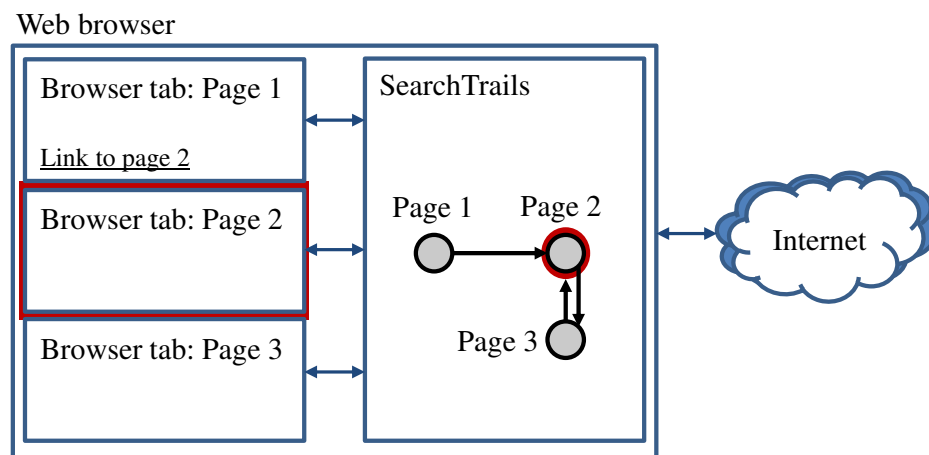 Web browser
Browser tab: Page 1
Link to page 2
Browser tab: Page 2
Browser tab: Page 3
SearchTrails
Page 1
Page 2
Page 3
Internet